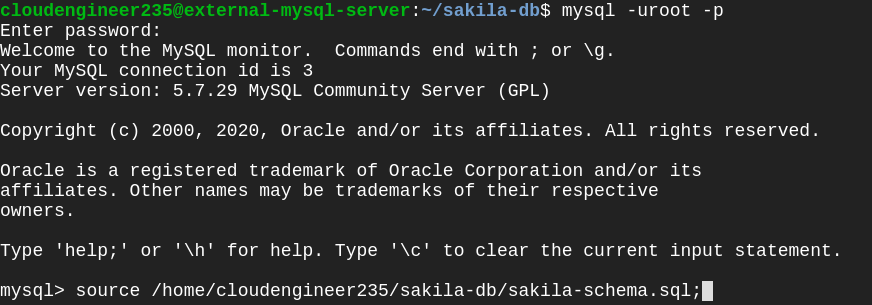 cloudengineer235@external-mysql-server:~/sakila-db$ mysql -uroot -p
Enter password:
Welcome to the MySQL monitor.  Commands end with ; or \g.
Your MySQL connection id is 3
Server version: 5.7.29 MySQL Community Server (GPL)

Copyright (c) 2000, 2020, Oracle and/or its affiliates. All rights reserved.

Oracle is a registered trademark of Oracle Corporation and/or its
affiliates. Other names may be trademarks of their respective
owners.

Type 'help;' or '\h' for help. Type '\c' to clear the current input statement.

mysql> source /home/cloudengineer235/sakila-db/sakila-schema.sql;